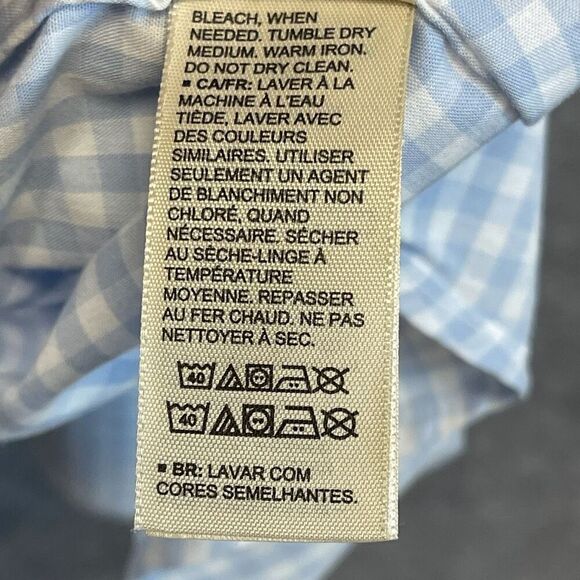 BLEACH, WHEN
NEEDED. TUMBLE DRY
MEDIUM. WARM IRON.
DO NOT DRY CLEAN.
▪ CA/FR: LAVER À LA
MACHINE À L'EAU
TIÈDE, LAVER AVEC
DES COULEURS
SIMILAIRES. UTILISER
SEULEMENT UN AGENT
DE BLANCHIMENT NON
CHLORÉ, QUAND
NÉCESSAIRE. SÉCHER
AU SÈCHE-LINGE À
TEMPÉRATURE
MOYENNE. REPASSER
AU FER CHAUD. NE PAS
NETTOYER À SEC.
40
40
▪ BR: LAVAR COM
CORES SEMELHANTES.